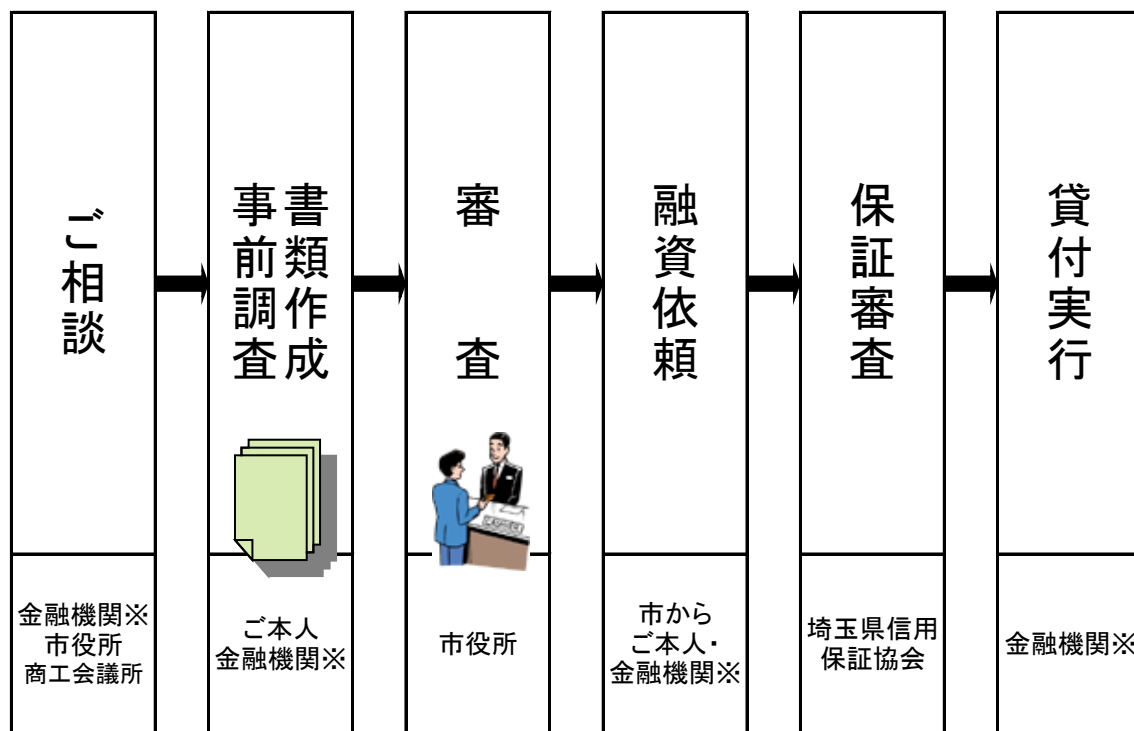 ご相談
金融機関※
市役所
商工会議所
書類作成
事前調査
ご本人
金融機関※
審査
市役所
融資依頼
市から
ご本人・
金融機関※
保証審査
埼玉県信用
保証協会
貸付実行
金融機関※